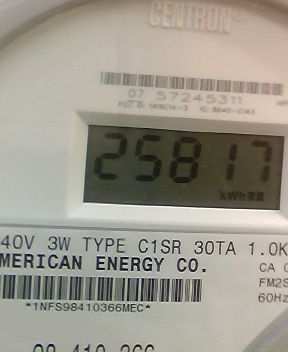 CENTRON®
07 57245311
25817
kWh
40V 3W TYPE C1SR 30TA 1.0K
MERICAN ENERGY CO.
CA
FM2S
60Hz
*1NFS98410366MEC*